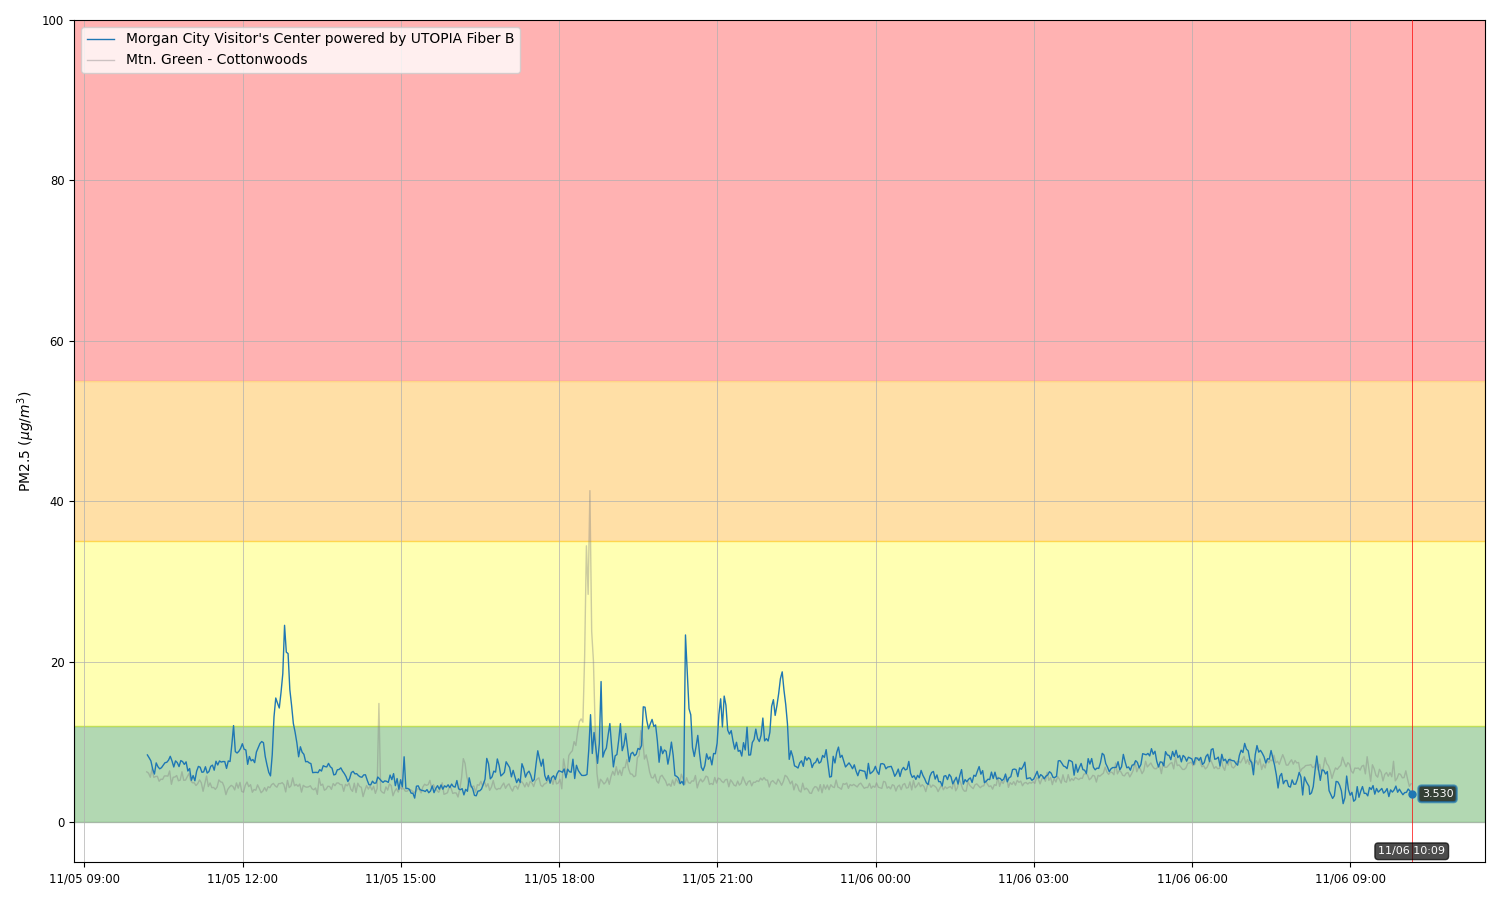 100
Morgan City Visitor's Center powered by UTOPIA Fiber B
Mtn. Green - Cottonwoods
80
60
PM2.5 (μg/m³)
40
20
3.530
0
11/06 10:09
11/05 09:00 11/05 12:00 11/05 15:00 11/05 18:00 11/05 21:00 11/06 00:00 11/06 03:00 11/06 06:00 11/06 09:00